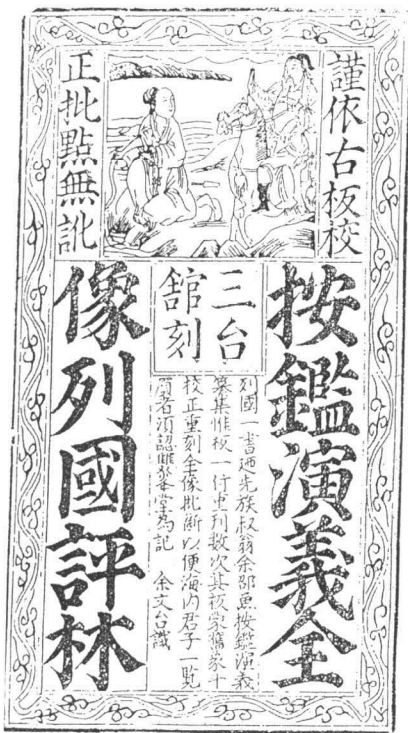 謹依古板校
正批點無訛
按鑑演義全
像列國評林
三台
舘刻
列國一書迺先族叔翁余邵魚按鑑演義
纂集惟板一付重刊數次其板蒙舊象斗
校正重刻全像批斷以便海內君子一覽
買者須認雙峯堂為記 余文台識